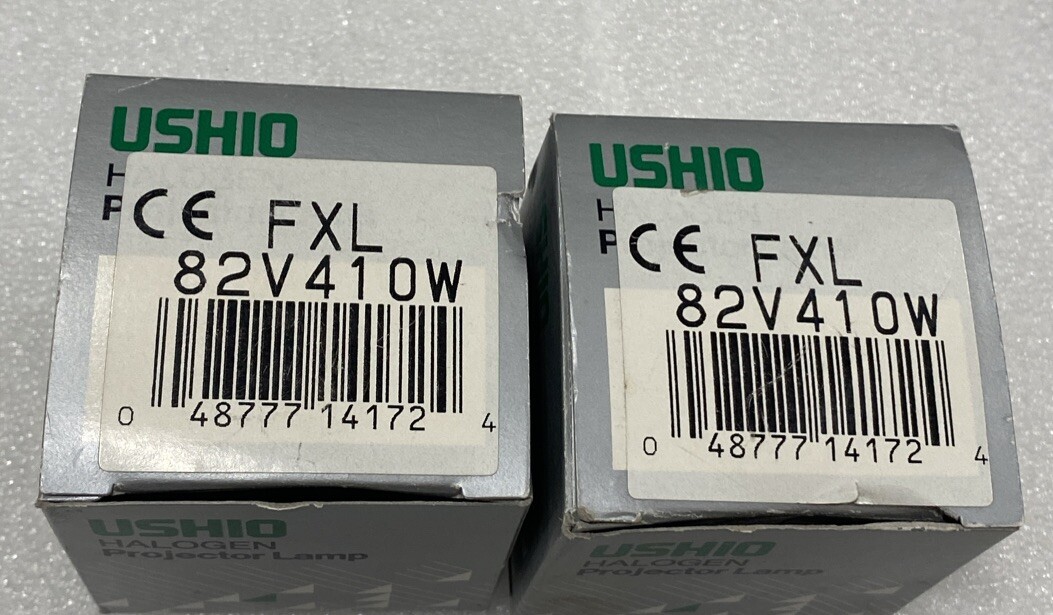 USHIO
H
P
CE FXL
82V410W
0 48777 14172 4
USHIO
HALOGEN
Projector Lamp
USHIO
H
P
CE FXL
82V410W
0 48777 14172 4
USHIO
HALOGEN
Projector Lamp